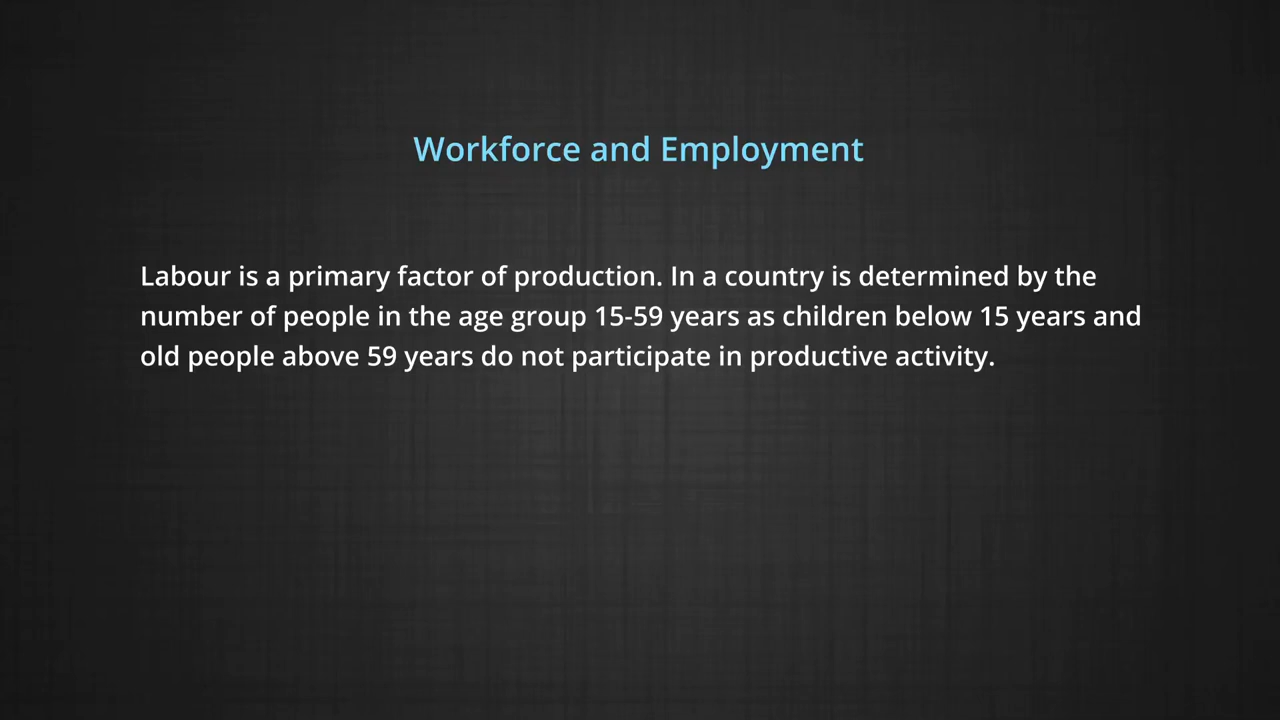 Workforce and Employment
Labour is a primary factor of production. In a country is determined by the
number of people in the age group 15-59 years as children below 15 years and
old people above 59 years do not participate in productive activity.